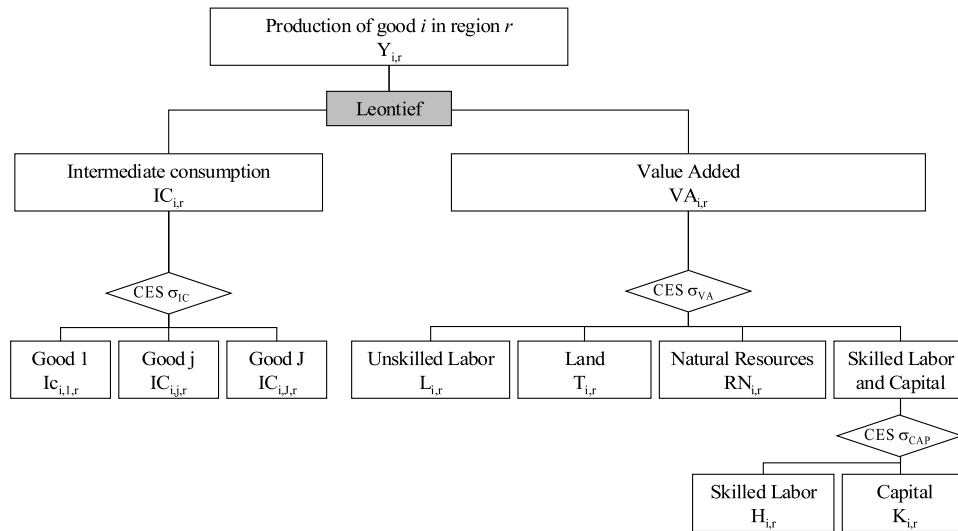 Production of good i in region r
Y_{i,r}
Leontief
Intermediate consumption
IC_{i,r}
Value Added
VA_{i,r}
CES σ_{IC}
CES σ_{VA}
Good 1
Ic_{i,1,r}
Good j
IC_{i,j,r}
Good J
IC_{i,J,r}
Unskilled Labor
L_{i,r}
Land
T_{i,r}
Natural Resources
RN_{i,r}
Skilled Labor
and Capital
CES σ_{CAP}
Skilled Labor
H_{i,r}
Capital
K_{i,r}